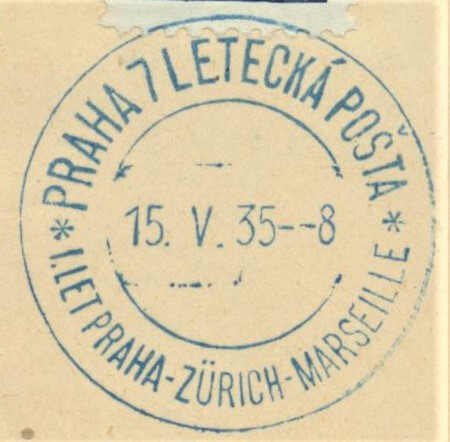 PRAHA 7 LETECKÁ POŠTA
15. V. 35--8
* I. LET PRAHA-ZÜRICH-MARSEILLE *